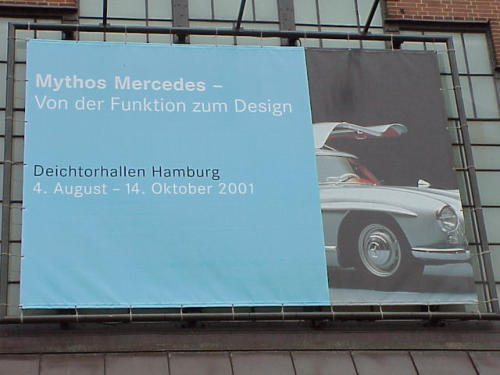 Mythos Mercedes –
Von der Funktion zum Design
Deichtorhallen Hamburg
4. August – 14. Oktober 2001